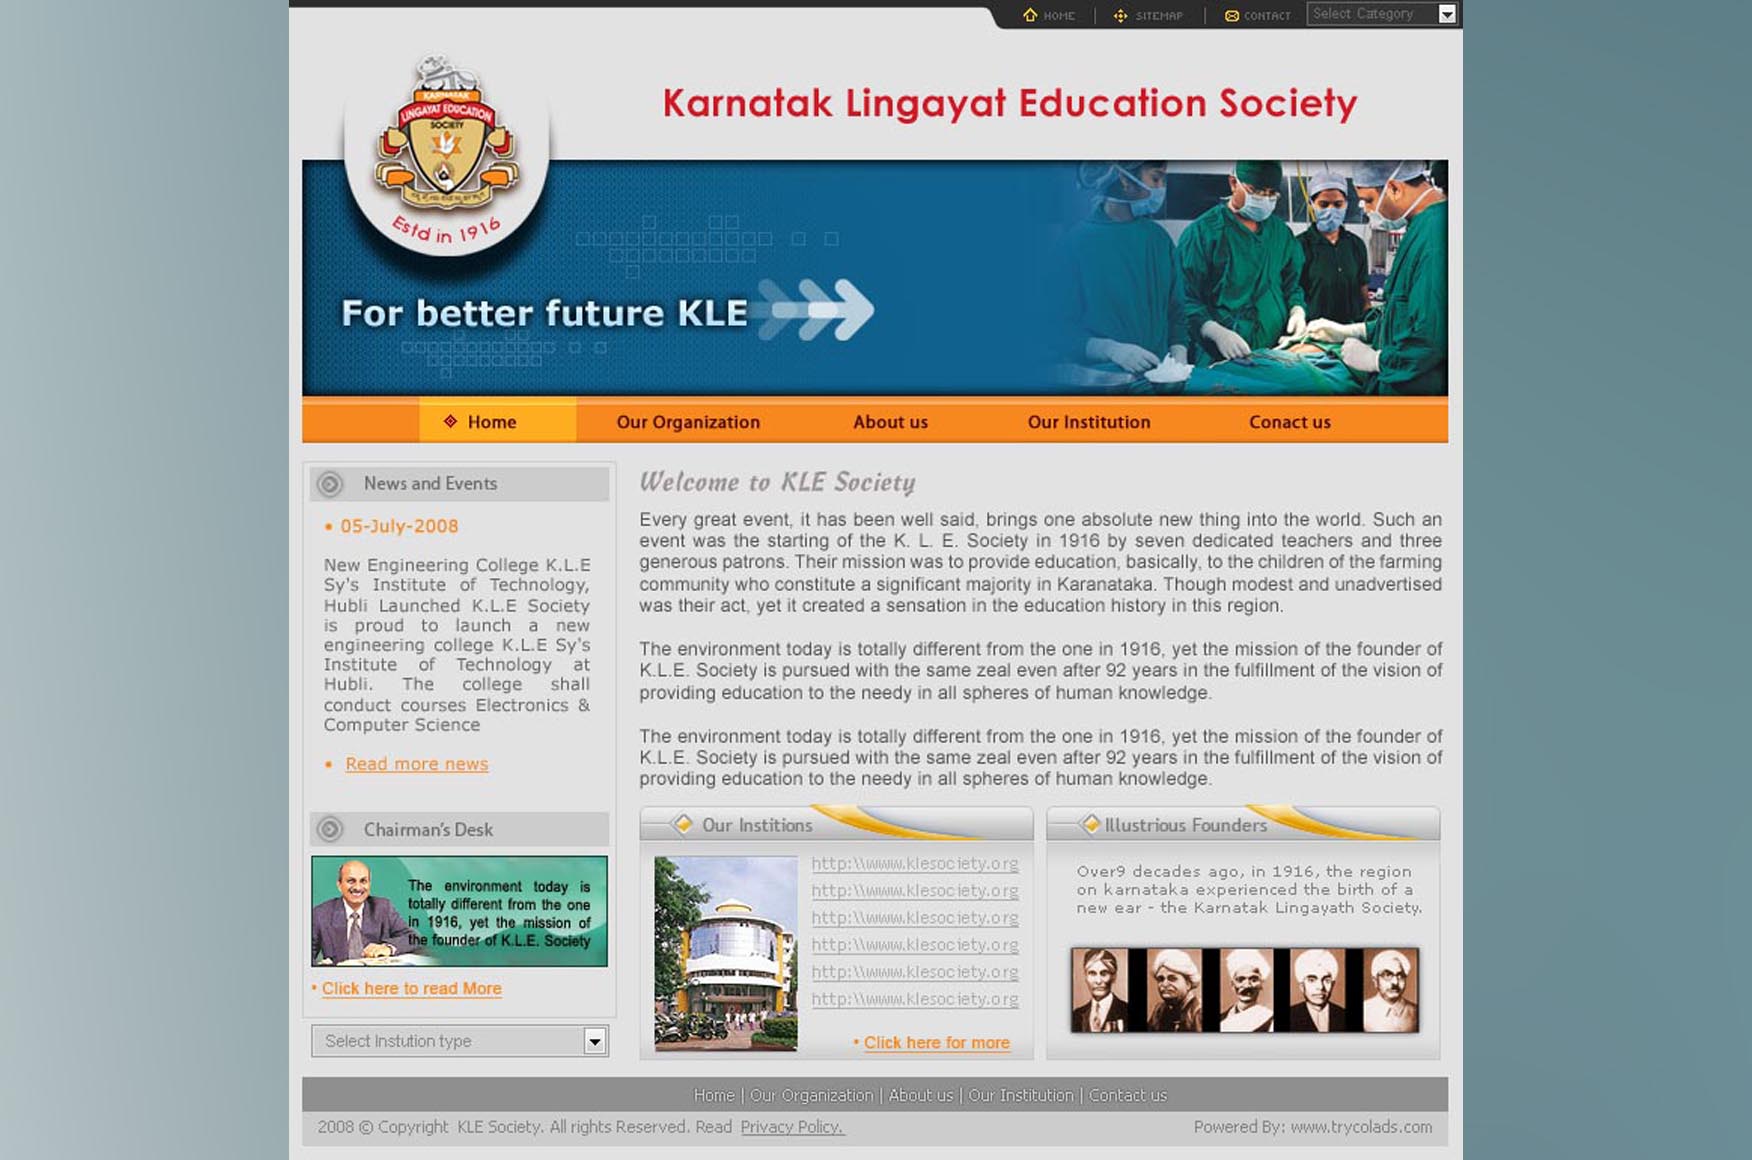 HOME
SITEMAP
CONTACT
Select Category
KARNATAK
LINGAYAT EDUCATION
SOCIETY
Estd in 1916
Karnatak Lingayat Education Society
For better future KLE
Home
Our Organization
About us
Our Institution
Conact us
News and Events
• 05-July-2008
New Engineering College K.L.E
Sy's Institute of Technology,
Hubli Launched K.L.E Society
is proud to launch a new
engineering college K.L.E Sy's
Institute of Technology at
Hubli. The college shall
conduct courses Electronics &
Computer Science
• Read more news
Chairman's Desk
The environment today is
totally different from the one
in 1916, yet the mission of
the founder of K.L.E. Society
• Click here to read More
Select Instution type
Welcome to KLE Society
Every great event, it has been well said, brings one absolute new thing into the world. Such an
event was the starting of the K. L. E. Society in 1916 by seven dedicated teachers and three
generous patrons. Their mission was to provide education, basically, to the children of the farming
community who constitute a significant majority in Karanataka. Though modest and unadvertised
was their act, yet it created a sensation in the education history in this region.
The environment today is totally different from the one in 1916, yet the mission of the founder of
K.L.E. Society is pursued with the same zeal even after 92 years in the fulfillment of the vision of
providing education to the needy in all spheres of human knowledge.
The environment today is totally different from the one in 1916, yet the mission of the founder of
K.L.E. Society is pursued with the same zeal even after 92 years in the fulfillment of the vision of
providing education to the needy in all spheres of human knowledge.
Our Institions
http:\\www.klesociety.org
http:\\www.klesociety.org
http:\\www.klesociety.org
http:\\www.klesociety.org
http:\\www.klesociety.org
http:\\www.klesociety.org
• Click here for more
Illustrious Founders
Over9 decades ago, in 1916, the region
on karnataka experienced the birth of a
new ear - the Karnatak Lingayath Society.
Home | Our Organization | About us | Our Institution | Contact us
2008 © Copyright KLE Society. All rights Reserved. Read Privacy Policy.
Powered By: www.trycolads.com